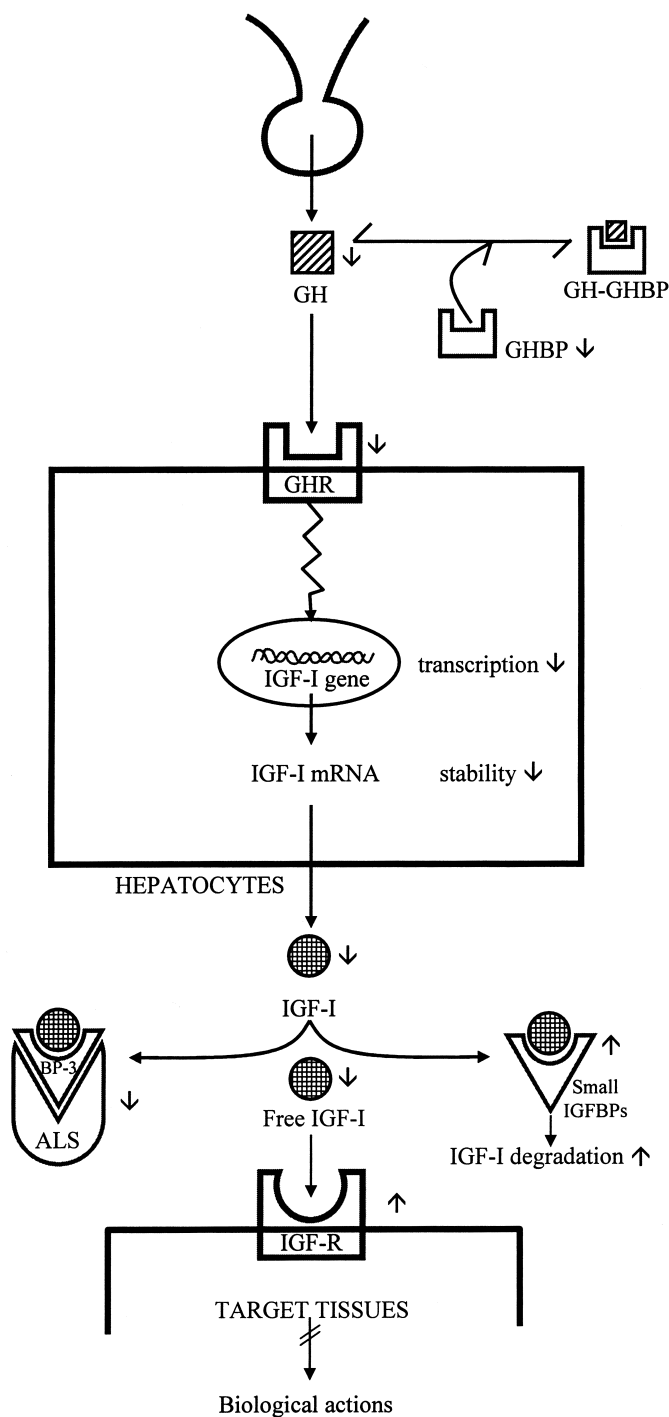 GH
GH-GHBP
GHBP
GHR
IGF-I gene
transcription
IGF-I mRNA
stability
HEPATOCYTES
IGF-I
BP-3
ALS
Free IGF-I
Small
IGFBPs
IGF-I degradation
IGF-R
TARGET TISSUES
Biological actions